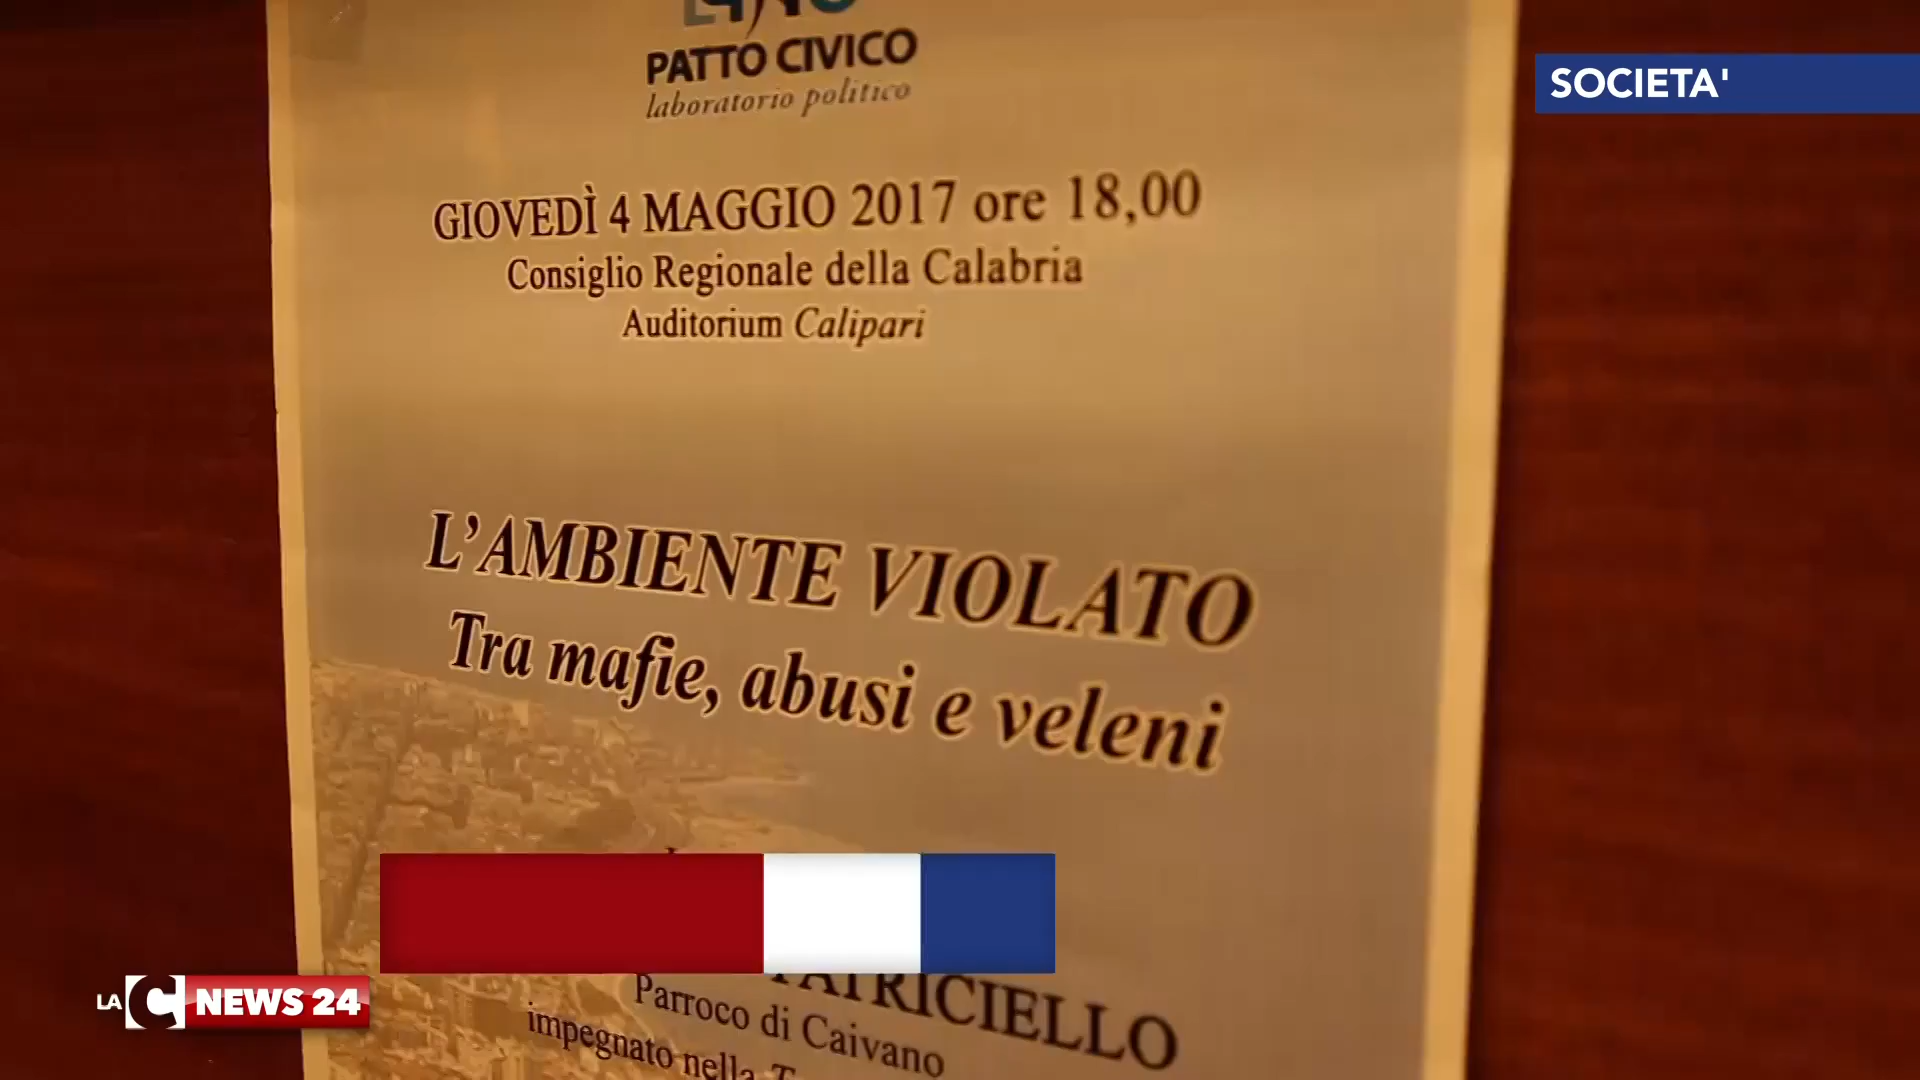 PATTO CIVICO
laboratorio politico
SOCIETA'
GIOVEDÌ 4 MAGGIO 2017 ore 18,00
Consiglio Regionale della Calabria
Auditorium Calipari
L'AMBIENTE VIOLATO
Tra mafie, abusi e veleni
PATRICIELLO
Parroco di Caivano
impegnato nella
LA C NEWS 24